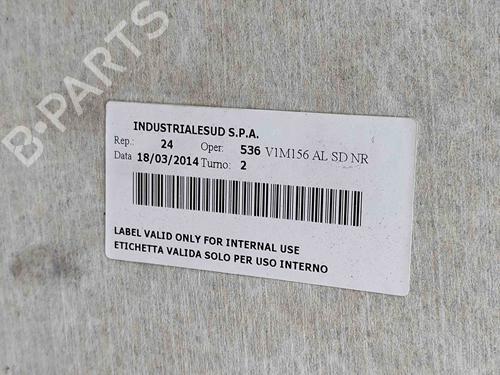 B-PARTS
INDUSTRIALESUD S.P.A.
Rep.: 24 Oper: 536 V1M156 AL SD NR
Data 18/03/2014 Turno: 2
LABEL VALID ONLY FOR INTERNAL USE
ETICHETTA VALIDA SOLO PER USO INTERNO